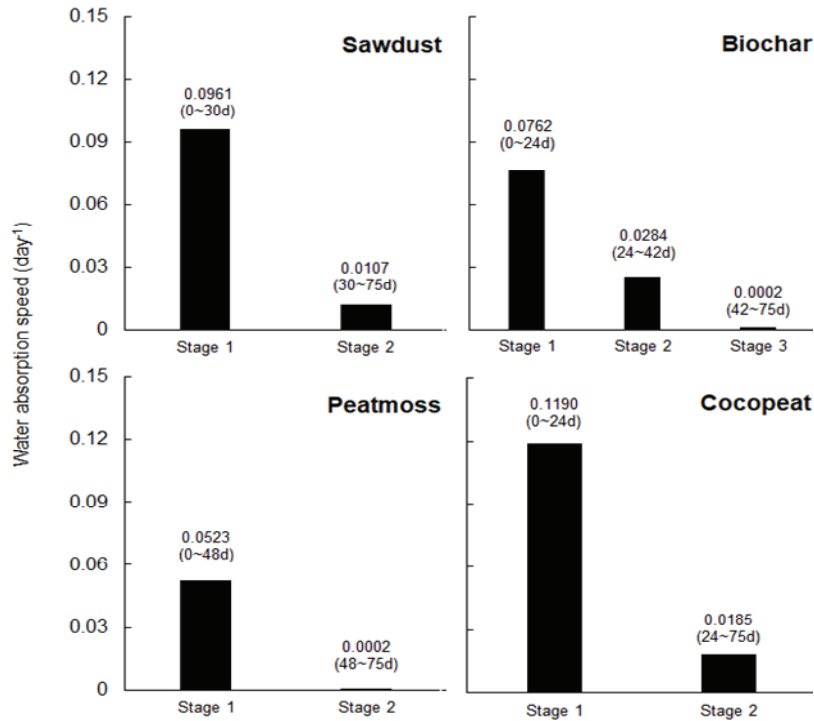 Water absorption speed (day-1)
0.15
0.12
0.09
0.06
0.03
0
Sawdust
0.0961
(0~30d)
0.0107
(30~75d)
Stage 1
Stage 2
Biochar
0.0762
(0~24d)
0.0284
(24~42d)
0.0002
(42~75d)
Stage 1
Stage 2
Stage 3
0.15
0.12
0.09
0.06
0.03
0
Peatmoss
0.0523
(0~48d)
0.0002
(48~75d)
Stage 1
Stage 2
Cocopeat
0.1190
(0~24d)
0.0185
(24~75d)
Stage 1
Stage 2